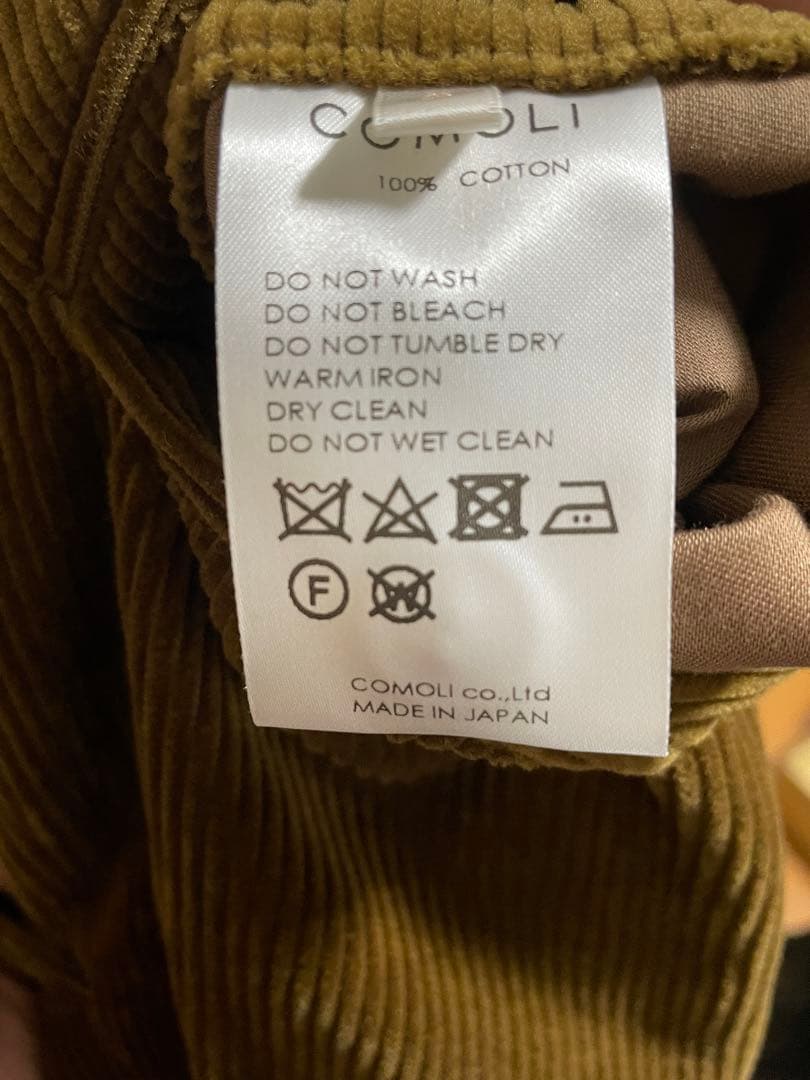 COMOLI
100% COTTON
DO NOT WASH
DO NOT BLEACH
DO NOT TUMBLE DRY
WARM IRON
DRY CLEAN
DO NOT WET CLEAN
F W
COMOLI co.,Ltd
MADE IN JAPAN